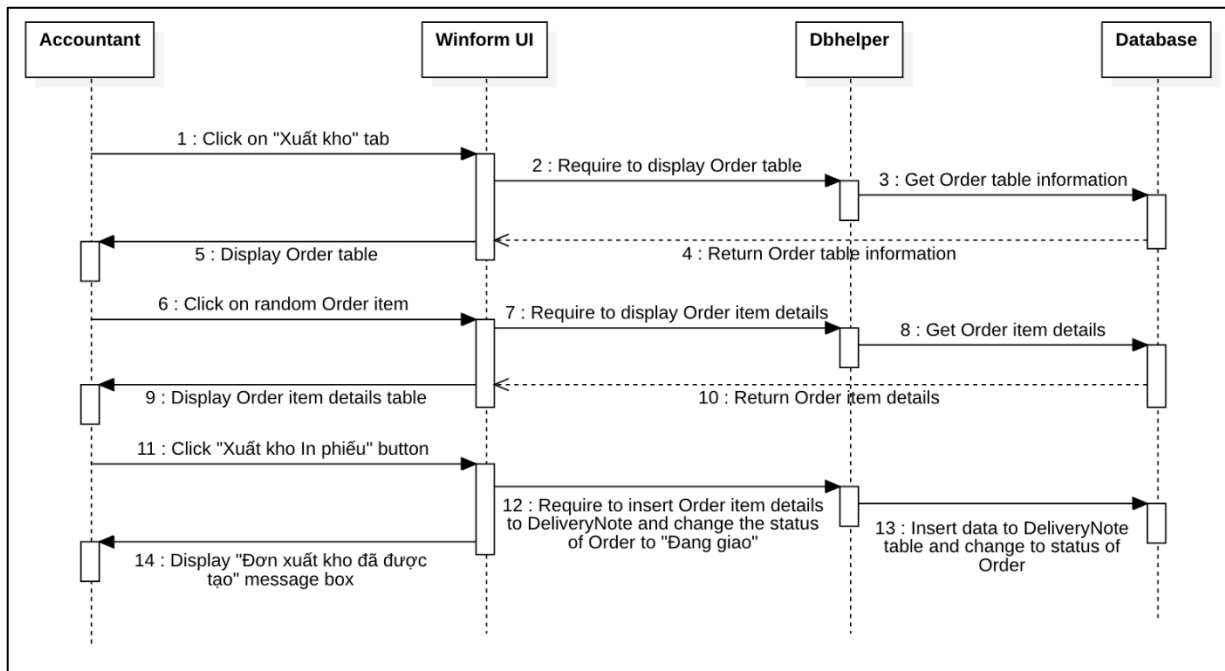 Accountant
Winform UI
Dbhelper
Database
1 : Click on "Xuất kho" tab
2 : Require to display Order table
3 : Get Order table information
4 : Return Order table information
5 : Display Order table
6 : Click on random Order item
7 : Require to display Order item details
8 : Get Order item details
9 : Display Order item details table
10 : Return Order item details
11 : Click "Xuất kho In phiếu" button
12 : Require to insert Order item details
to DeliveryNote and change the status
of Order to "Đang giao"
13 : Insert data to DeliveryNote
table and change to status of
Order
14 : Display "Đơn xuất kho đã được
tạo" message box